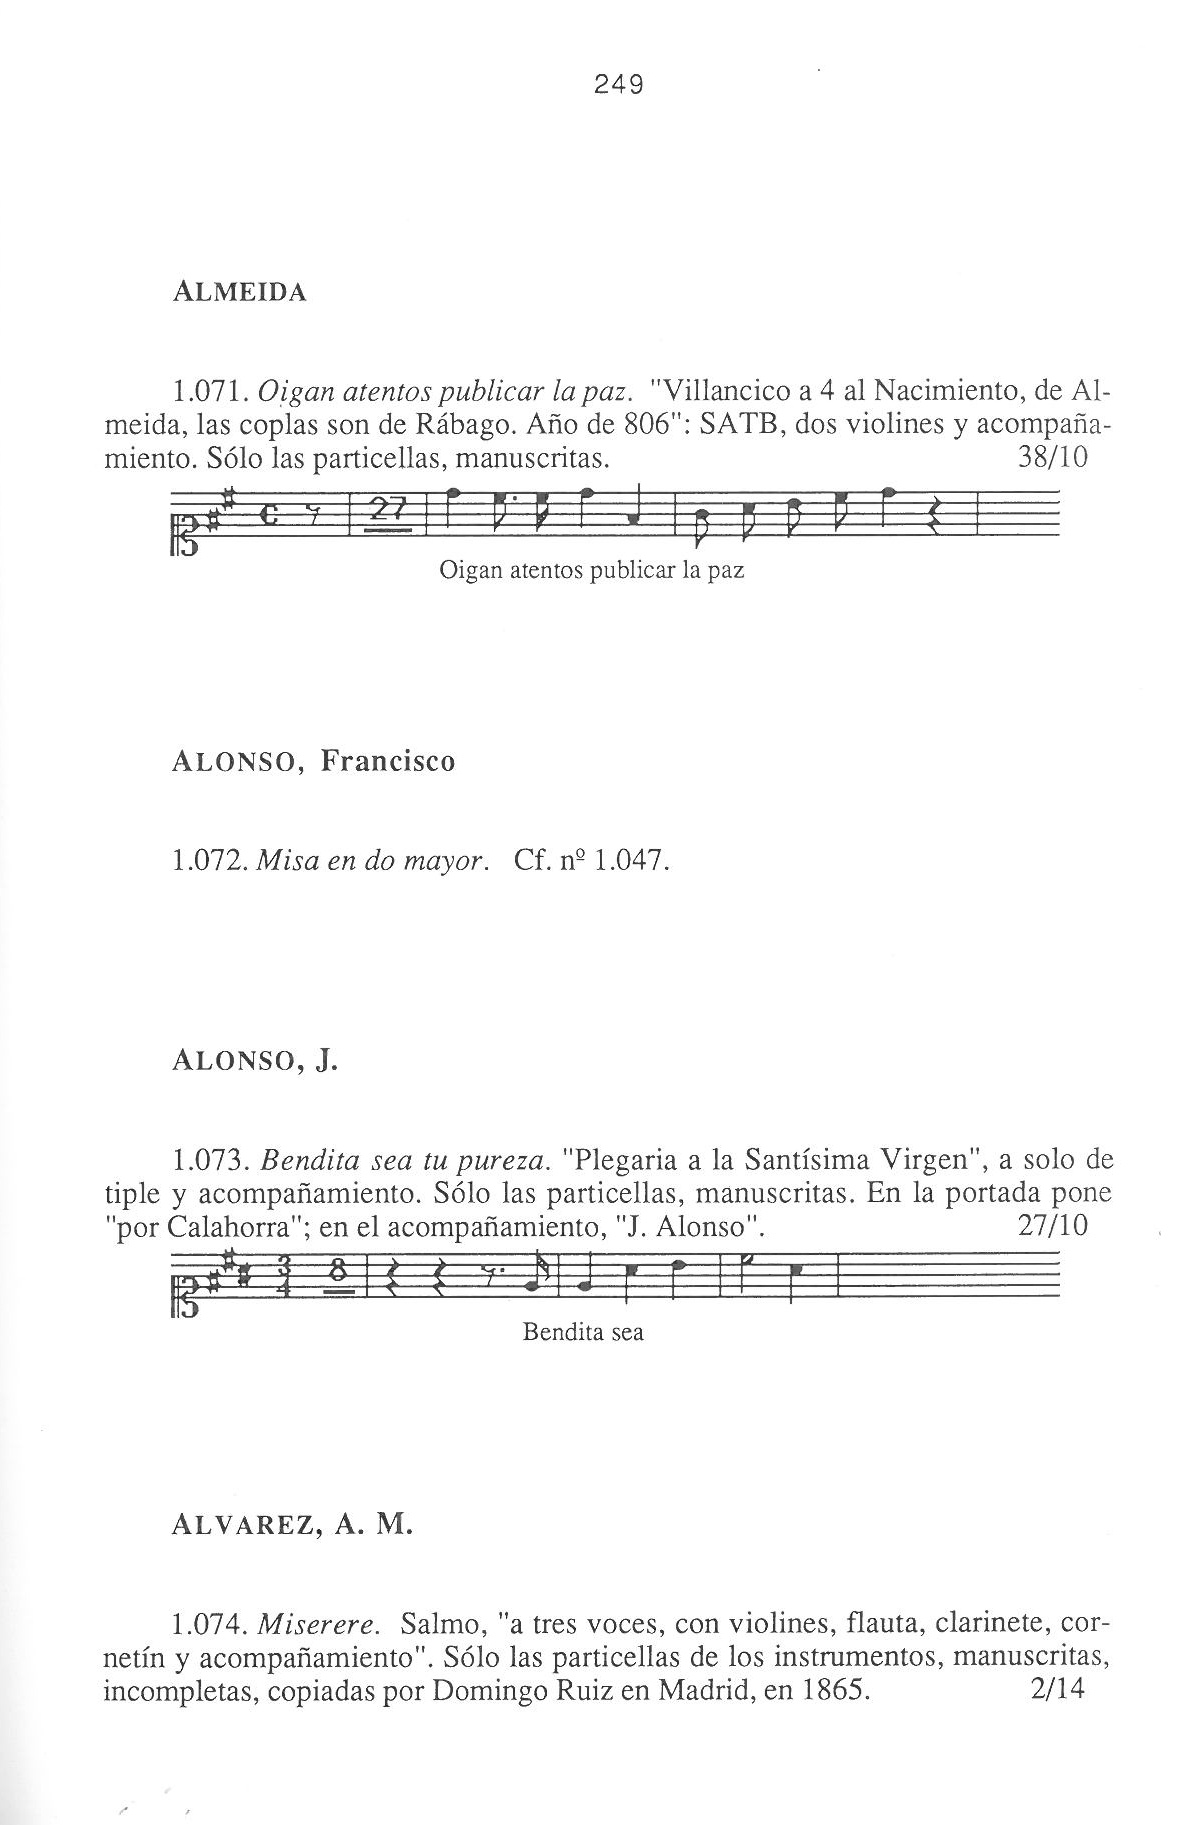 249
ALMEIDA
1.071. Oigan atentos publicar la paz. "Villancico a 4 al Nacimiento, de Al-
meida, las coplas son de Rábago. Año de 806": SATB, dos violines y acompaña-
miento. Sólo las particellas, manuscritas. 38/10
27
Oigan atentos publicar la paz
ALONSO, Francisco
1.072. Misa en do mayor. Cf. nº 1.047.
ALONSO, J.
1.073. Bendita sea tu pureza. "Plegaria a la Santísima Virgen", a solo de
tiple y acompañamiento. Sólo las particellas, manuscritas. En la portada pone
"por Calahorra"; en el acompañamiento, "J. Alonso". 27/10
3/4 8
Bendita sea
ALVAREZ, A. M.
1.074. Miserere. Salmo, "a tres voces, con violines, flauta, clarinete, cor-
netín y acompañamiento". Sólo las particellas de los instrumentos, manuscritas,
incompletas, copiadas por Domingo Ruiz en Madrid, en 1865. 2/14